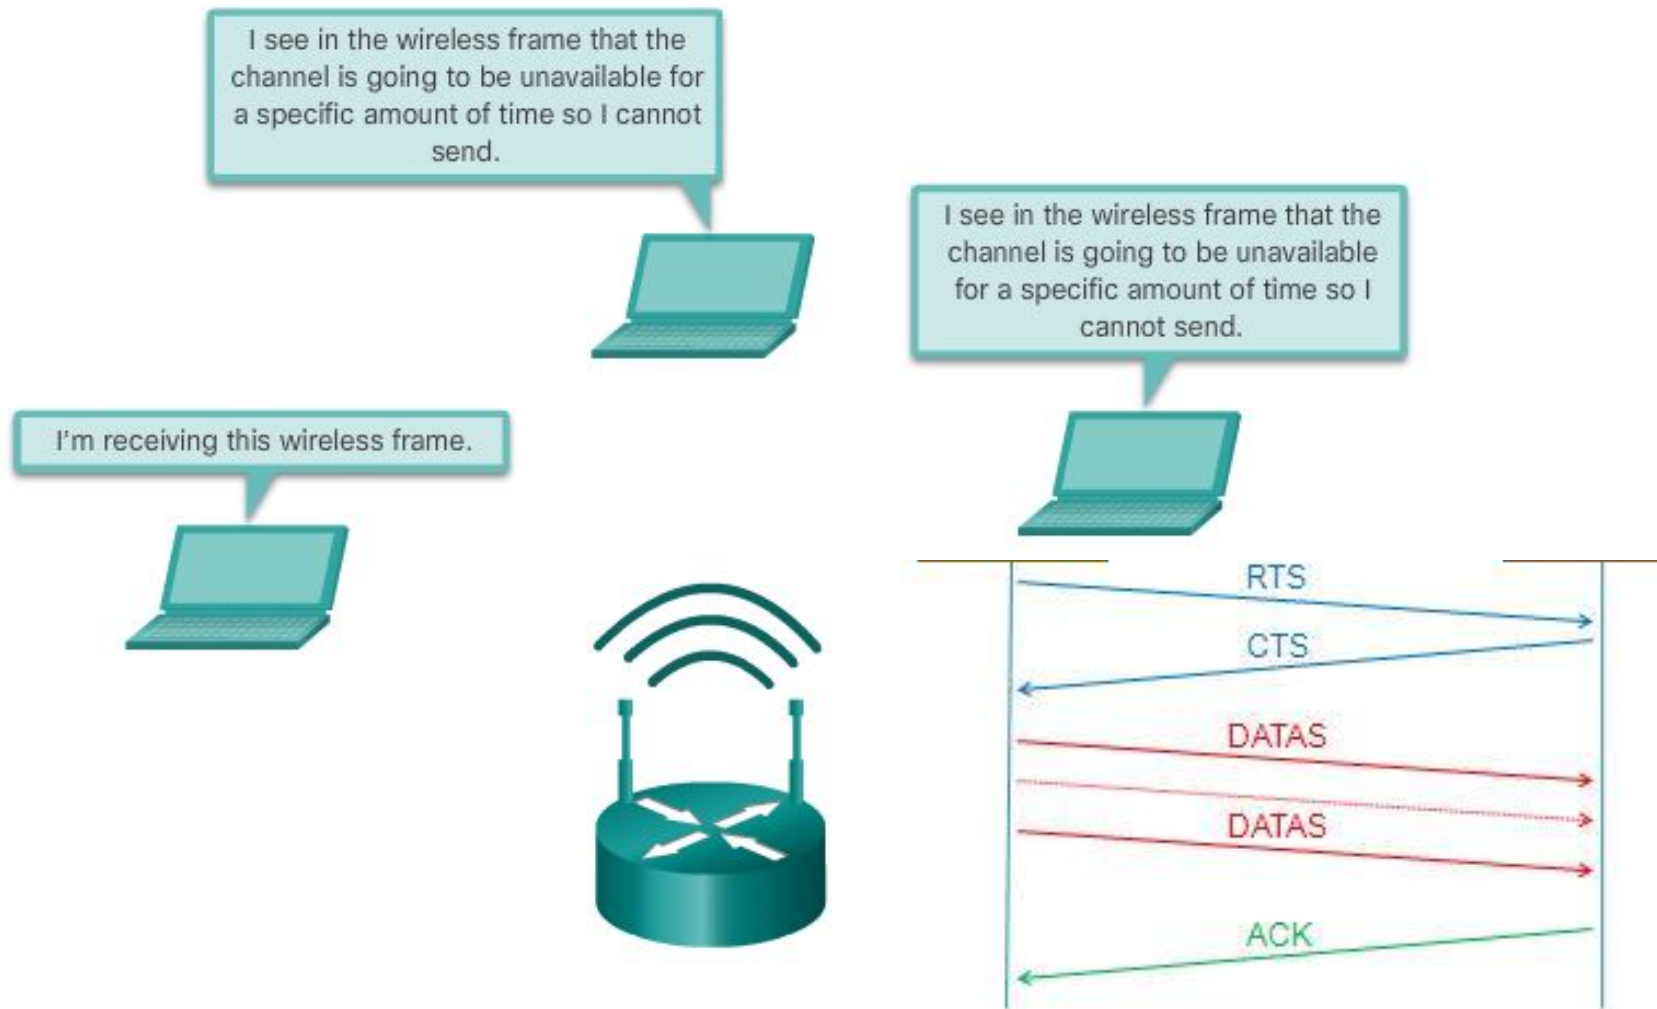 I see in the wireless frame that the
channel is going to be unavailable for
a specific amount of time so I cannot
send.
I see in the wireless frame that the
channel is going to be unavailable
for a specific amount of time so I
cannot send.
I'm receiving this wireless frame.
RTS
CTS
DATAS
DATAS
ACK